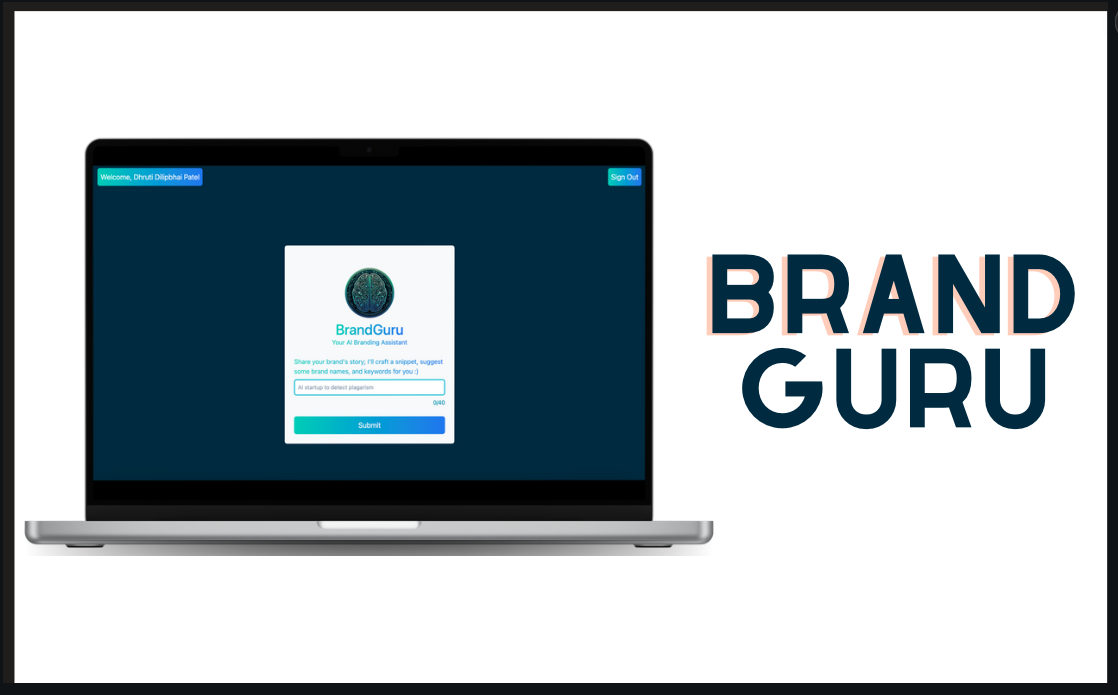 Welcome, Dhruti Dilipbhai Patel
Sign Out
BrandGuru
Your AI Branding Assistant
Share your brand's story; I'll craft a snippet, suggest
some brand names, and keywords for you :)
AI startup to detect plagarism
0/40
Submit
BRAND
GURU